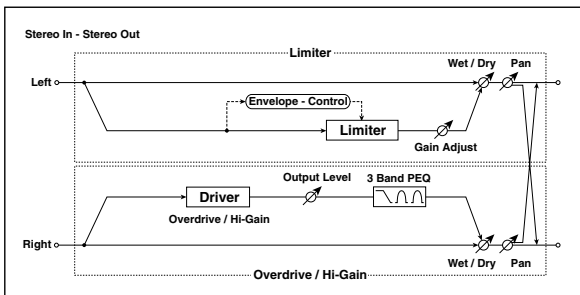 Stereo In - Stereo Out
Limiter
Wet / Dry
Pan
Left
Envelope - Control
Limiter
Gain Adjust
Driver
Output Level
3 Band PEQ
Overdrive / Hi-Gain
Right
Wet / Dry
Pan
Overdrive / Hi-Gain